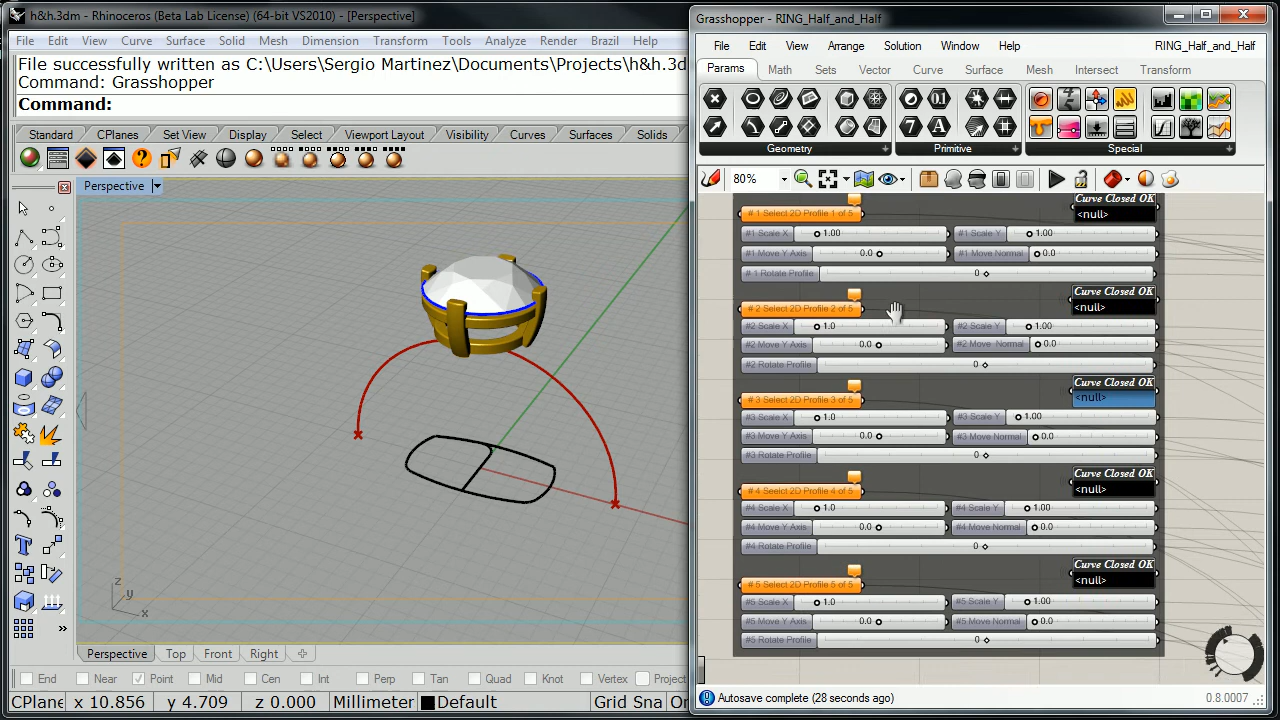 h&h.3dm - Rhinoceros (Beta Lab License) (64-bit VS2010) - [Perspective]
File Edit View Curve Surface Solid Mesh Dimension Transform Tools Analyze Render Brazil Help
File successfully written as C:\Users\Sergio Martinez\Documents\Projects\h&h.3d
Command: Grasshopper
Command:
Standard CPlanes Set View Display Select Viewport Layout Visibility Curves Surfaces Solids
Perspective
z
y
x
Perspective Top Front Right
End Near Point Mid Cen Int Perp Tan Quad Knot Vertex Project
CPlane x 10.856 y 4.709 z 0.000 Millimeter Default Grid Sna
Grasshopper - RING_Half_and_Half
File Edit View Arrange Solution Window Help RING_Half_and_Half
Params Math Sets Vector Curve Surface Mesh Intersect Transform
Geometry Primitive Special
80%
# 1 Select 2D Profile 1 of 5 Curve Closed OK
<null>
#1 Scale X 1.00 #1 Scale Y 1.00
#1 Move Y Axis 0.0 #1 Move Normal 0.0
# 1 Rotate Profile 0
# 2 Select 2D Profile 2 of 5 Curve Closed OK
<null>
#2 Scale X 1.0 #2 Scale Y 1.00
#2 Move Y Axis 0.0 #2 Move Normal 0.0
#2 Rotate Profile 0
# 3 Select 2D Profile 3 of 5 Curve Closed OK
<null>
#3 Scale X 1.0 #3 Scale Y 1.00
#3 Move Y Axis 0.0 #3 Move Normal 0.0
#3 Rotate Profile 0
# 4 Select 2D Profile 4 of 5 Curve Closed OK
<null>
#4 Scale X 1.0 #4 Scale Y 1.00
#4 Move Y Axis 0.0 #4 Move Normal 0.0
#4 Rotate Profile 0
# 5 Select 2D Profile 5 of 5 Curve Closed OK
<null>
#5 Scale X 1.0 #5 Scale Y 1.00
#5 Move Y Axis 0.0 #5 Move Normal 0.0
#5 Rotate Profile 0
Autosave complete (28 seconds ago) 0.8.0007